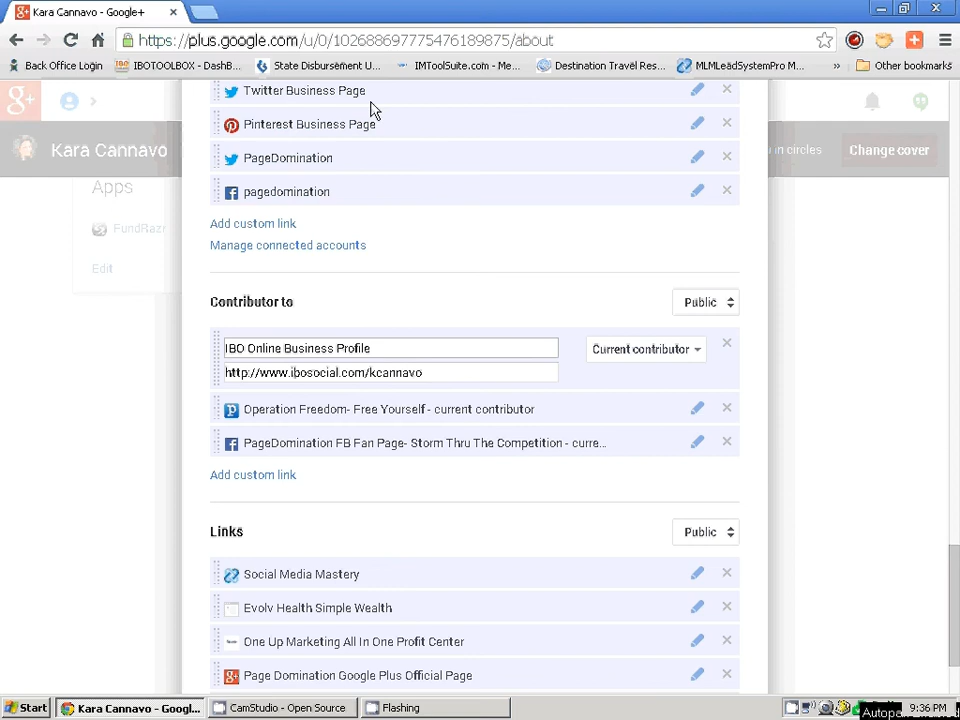 Kara Cannavo - Google+
https://plus.google.com/u/0/102688697775476189875/about
Back Office Login
IBOTOOLBOX - DashB...
State Disbursement U...
IMToolSuite.com - Me...
Destination Travel Res...
MLMLeadSystemPro M...
»
Other bookmarks
Twitter Business Page
Pinterest Business Page
Kara Cannavo
in circles
Change cover
PageDomination
Apps
pagedomination
FundRazr
Add custom link
Manage connected accounts
Edit
Contributor to
Public
IBO Online Business Profile
Current contributor
http://www.ibosocial.com/kcannavo
Operation Freedom- Free Yourself - current contributor
PageDomination FB Fan Page- Storm Thru The Competition - curre...
Add custom link
Links
Public
Social Media Mastery
Evolv Health Simple Wealth
One Up Marketing All In One Profit Center
Page Domination Google Plus Official Page
Start
Kara Cannavo - Googl...
CamStudio - Open Source
Flashing
9:36 PM